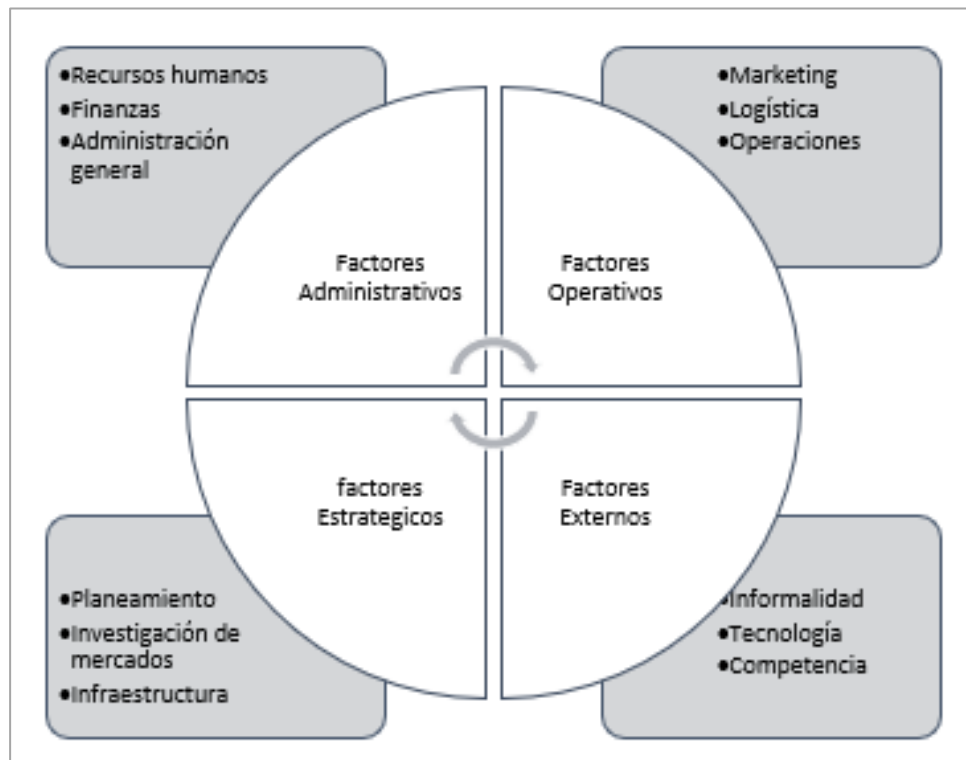 •Recursos humanos
•Finanzas
•Administración
general
•Marketing
•Logística
•Operaciones
Factores
Administrativos
Factores
Operativos
factores
Estrategicos
Factores
Externos
•Planeamiento
•Investigación de
mercados
•Infraestructura
•Informalidad
•Tecnología
•Competencia